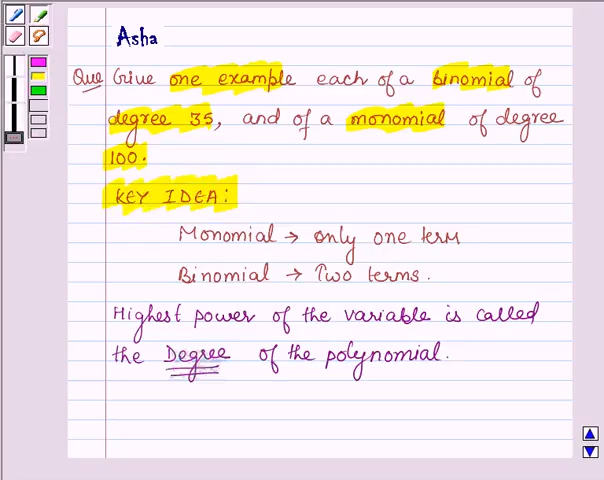 Asha
Que Give one example each of a binomial of
degree 35, and of a monomial of degree
100.
KEY IDEA:
Monomial → only one term
Binomial → Two terms.
Highest power of the variable is called
the Degree of the polynomial.